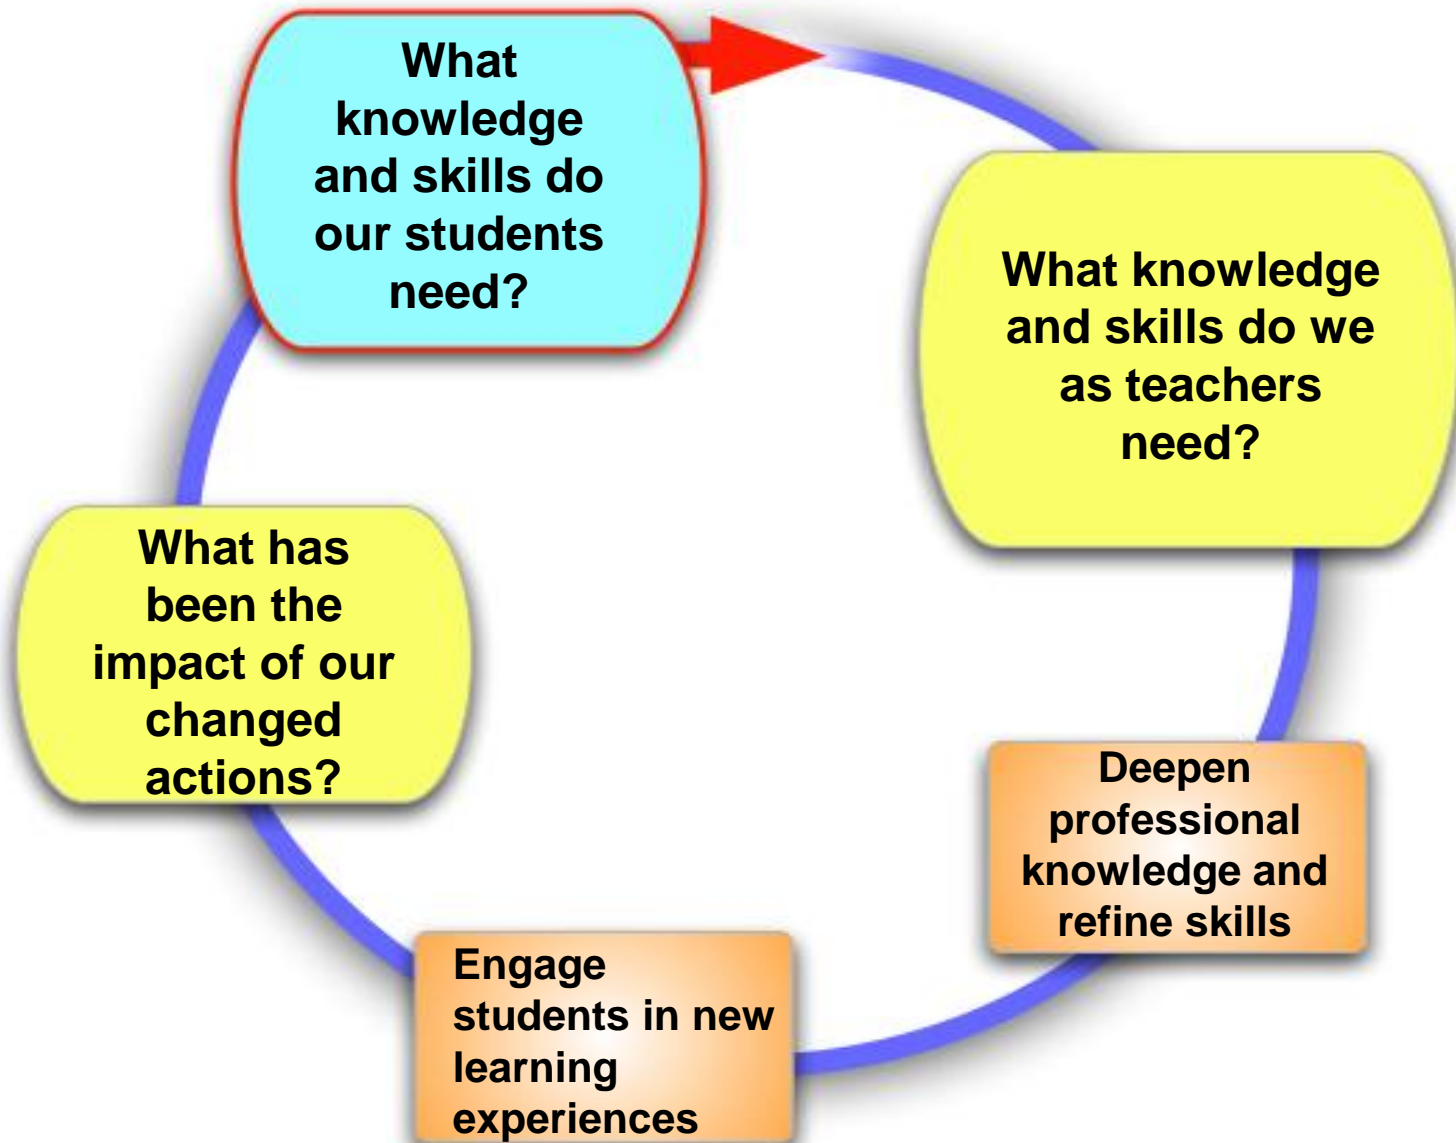 What
knowledge
and skills do
our students
need?
What knowledge
and skills do we
as teachers
need?
Deepen
professional
knowledge and
refine skills
Engage
students in new
learning
experiences
What has
been the
impact of our
changed
actions?